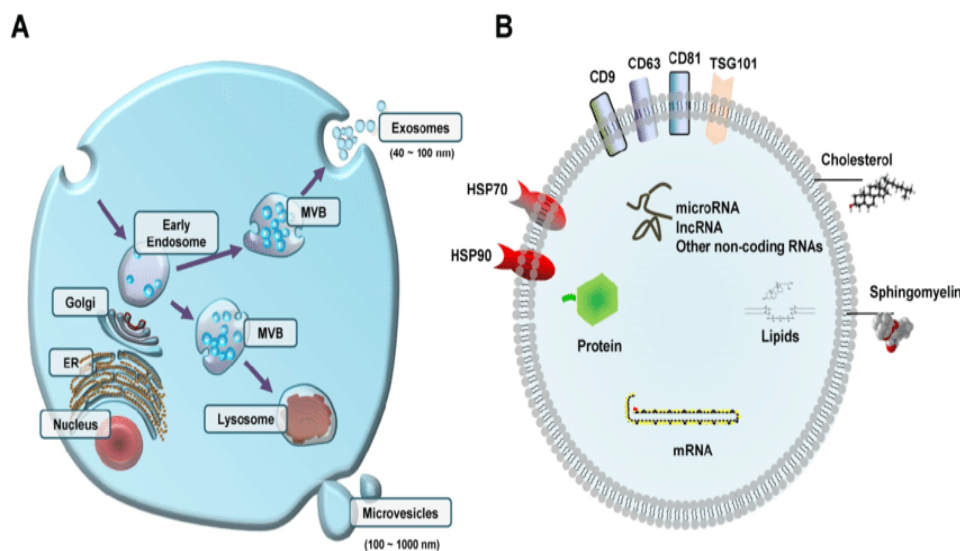 A
Exosomes
(40 ~ 100 nm)
MVB
Early
Endosome
Golgi
MVB
ER
Lysosome
Nucleus
Microvesicles
(100 ~ 1000 nm)
B
CD9
CD63
CD81
TSG101
Cholesterol
HSP70
microRNA
lncRNA
Other non-coding RNAs
HSP90
Sphingomyelin
Protein
Lipids
mRNA